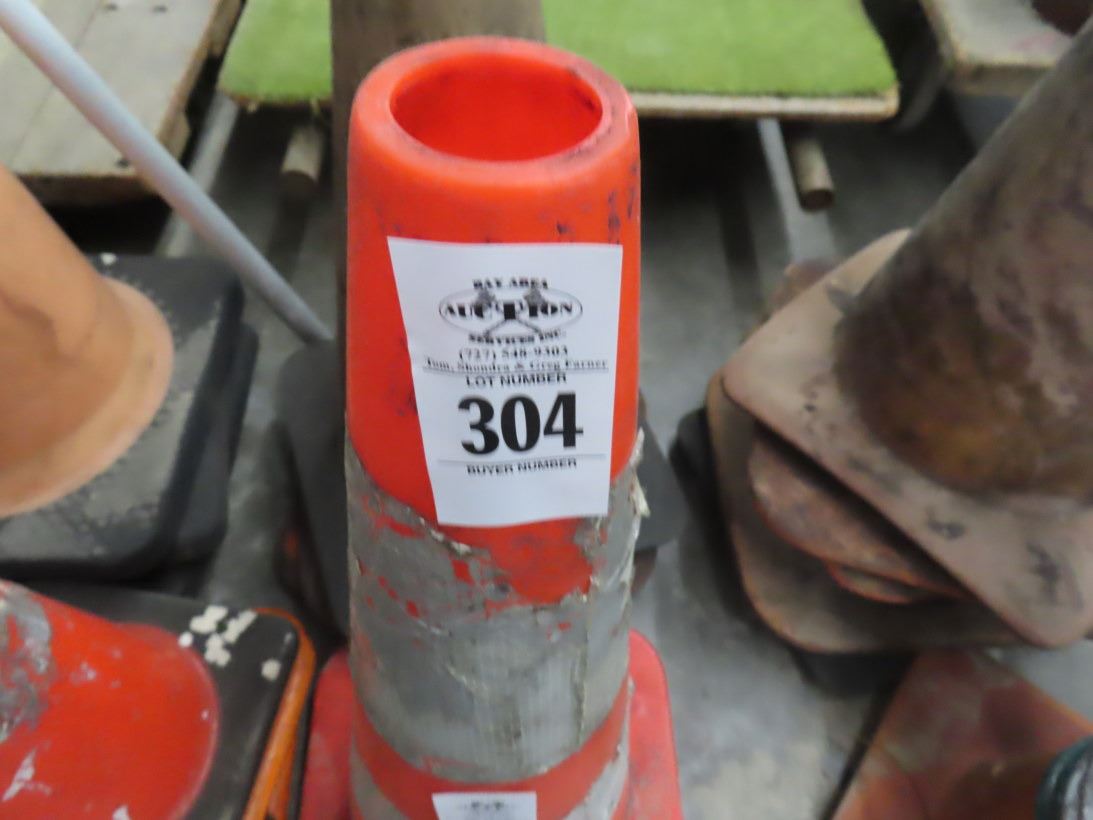 BAY AREA
AUCTION
SERVICES INC.
(727) 548-9303
Tom, Shondra & Greg Farner
LOT NUMBER
304
BUYER NUMBER